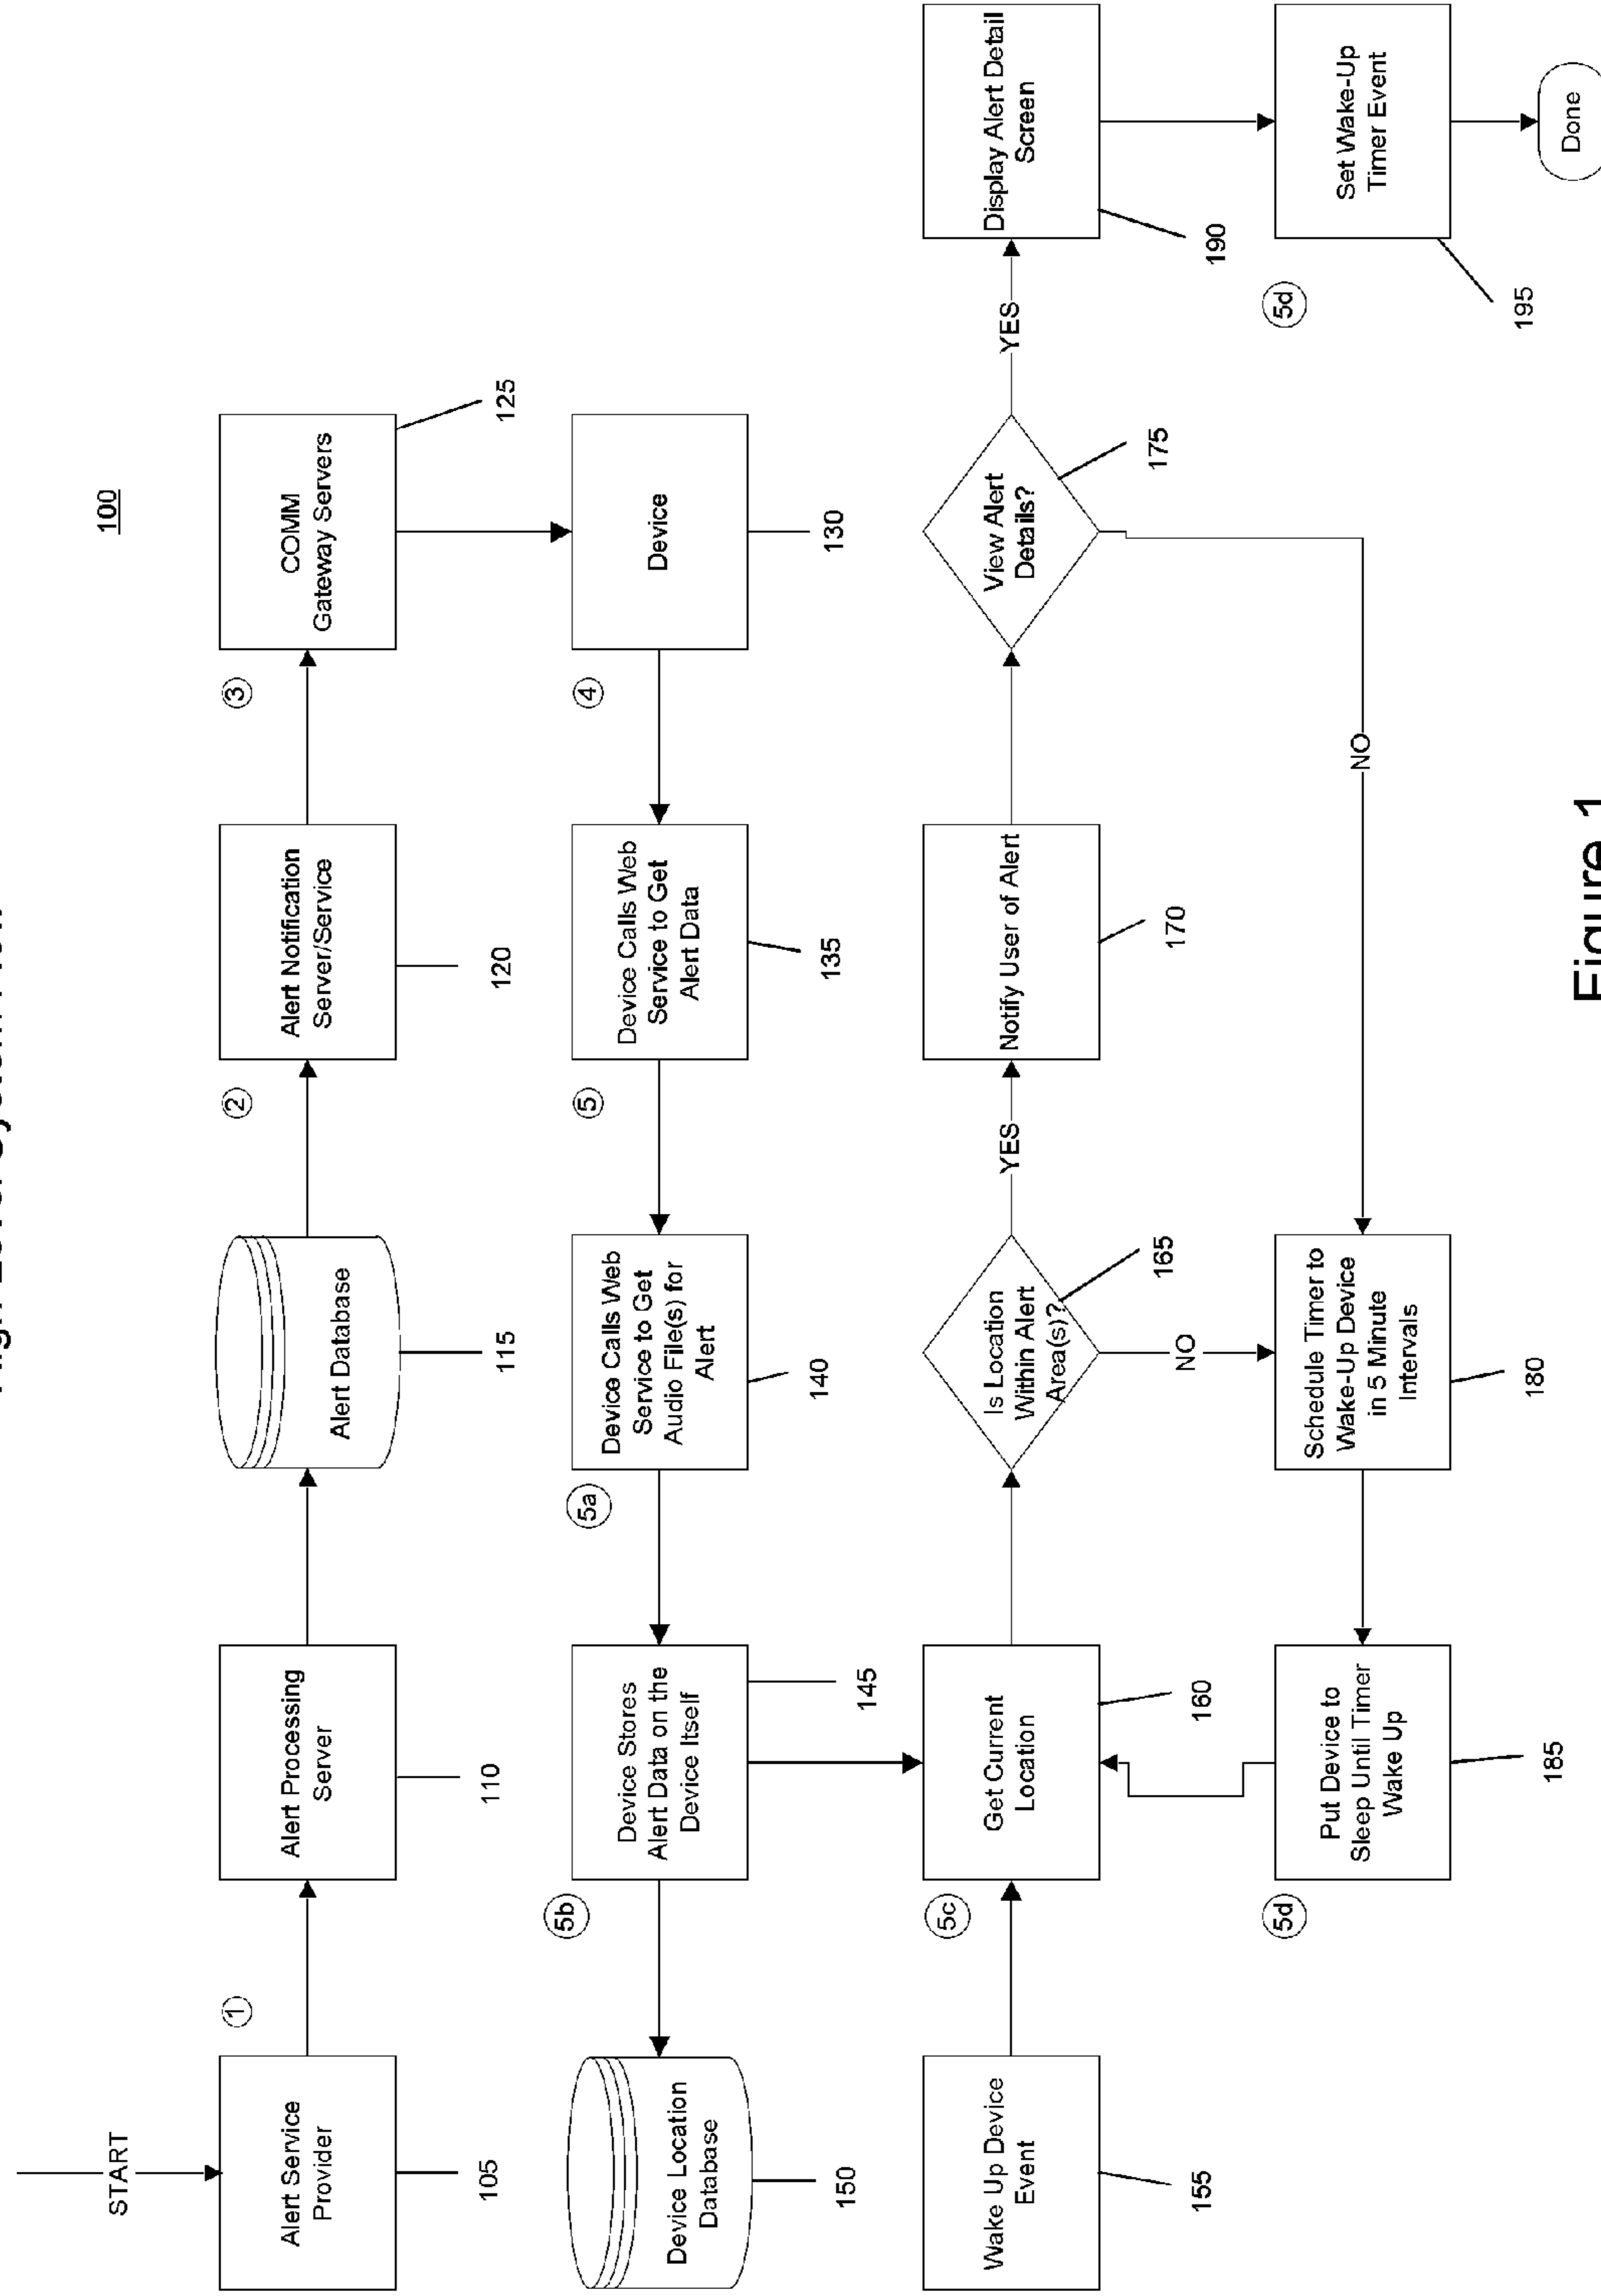 100
START
Alert Service
Provider
105
①
Alert Processing
Server
110
Alert Database
115
②
Alert Notification
Server/Service
120
③
COMM
Gateway Servers
125
Device
130
④
Device Calls Web
Service to Get
Alert Data
135
⑤
Device Calls Web
Service to Get
Audio File(s) for
Alert
140
5a
Device Stores
Alert Data on the
Device Itself
145
5b
Device Location
Database
150
Wake Up Device
Event
155
5c
Get Current
Location
160
Is Location
Within Alert
Area(s)?
165
YES
NO
Notify User of Alert
170
View Alert
Details?
175
YES
NO
Display Alert Detail
Screen
190
5d
Set Wake-Up
Timer Event
195
Done
Schedule Timer to
Wake-Up Device
in 5 Minute
Intervals
180
Put Device to
Sleep Until Timer
Wake Up
185
5d
Figure 1